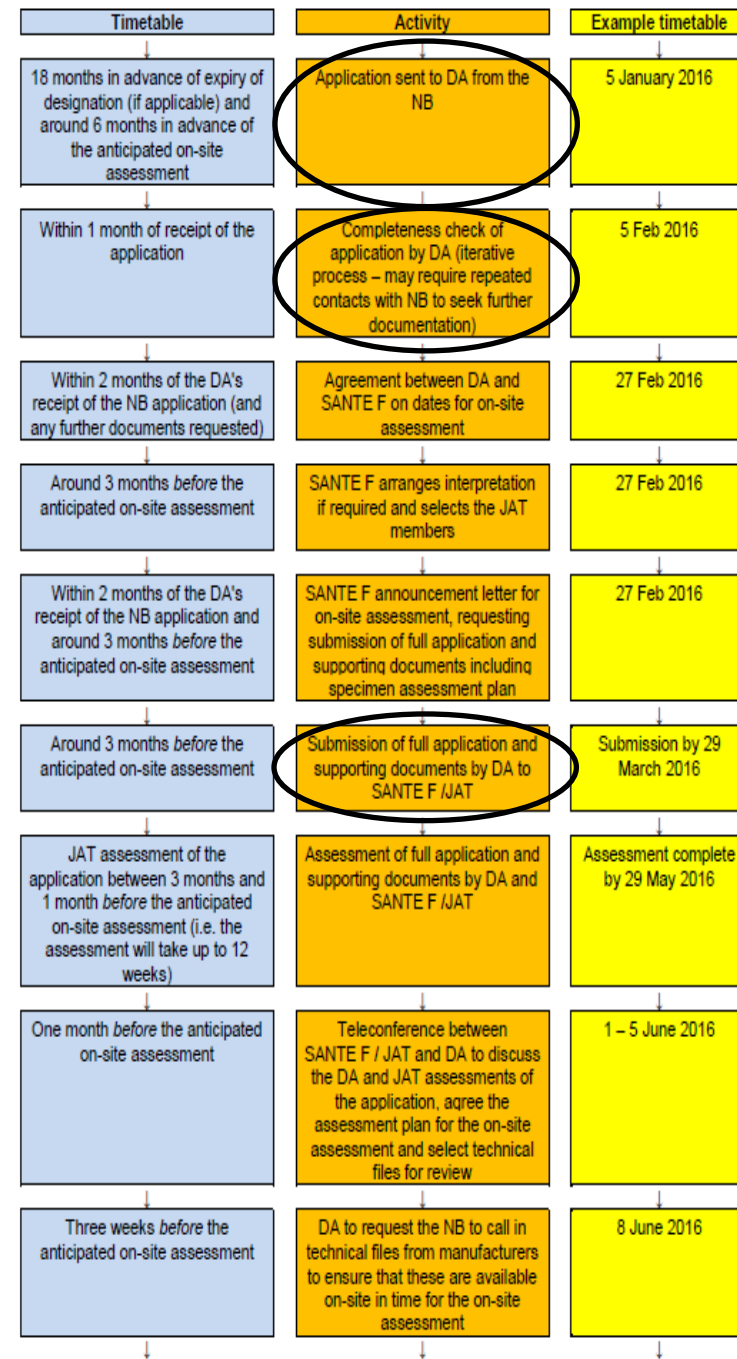 Timetable
Activity
Example timetable
↓
↓
↓
18 months in advance of expiry of
designation (if applicable) and
around 6 months in advance of
the anticipated on-site
assessment
Application sent to DA from the
NB
5 January 2016
↓
↓
↓
Within 1 month of receipt of the
application
Completeness check of
application by DA (iterative
process – may require repeated
contacts with NB to seek further
documentation)
5 Feb 2016
↓
↓
↓
Within 2 months of the DA's
receipt of the NB application (and
any further documents requested)
Agreement between DA and
SANTE F on dates for on-site
assessment
27 Feb 2016
↓
↓
↓
Around 3 months before the
anticipated on-site assessment
SANTE F arranges interpretation
if required and selects the JAT
members
27 Feb 2016
↓
↓
↓
Within 2 months of the DA's
receipt of the NB application and
around 3 months before the
anticipated on-site assessment
SANTE F announcement letter for
on-site assessment, requesting
submission of full application and
supporting documents including
specimen assessment plan
27 Feb 2016
↓
↓
↓
Around 3 months before the
anticipated on-site assessment
Submission of full application and
supporting documents by DA to
SANTE F /JAT
Submission by 29
March 2016
↓
↓
↓
JAT assessment of the
application between 3 months and
1 month before the anticipated
on-site assessment (i.e. the
assessment will take up to 12
weeks)
Assessment of full application and
supporting documents by DA and
SANTE F /JAT
Assessment complete
by 29 May 2016
↓
↓
↓
One month before the anticipated
on-site assessment
Teleconference between
SANTE F / JAT and DA to discuss
the DA and JAT assessments of
the application, agree the
assessment plan for the on-site
assessment and select technical
files for review
1 – 5 June 2016
↓
↓
↓
Three weeks before the
anticipated on-site assessment
DA to request the NB to call in
technical files from manufacturers
to ensure that these are available
on-site in time for the on-site
assessment
8 June 2016
↓
↓
↓